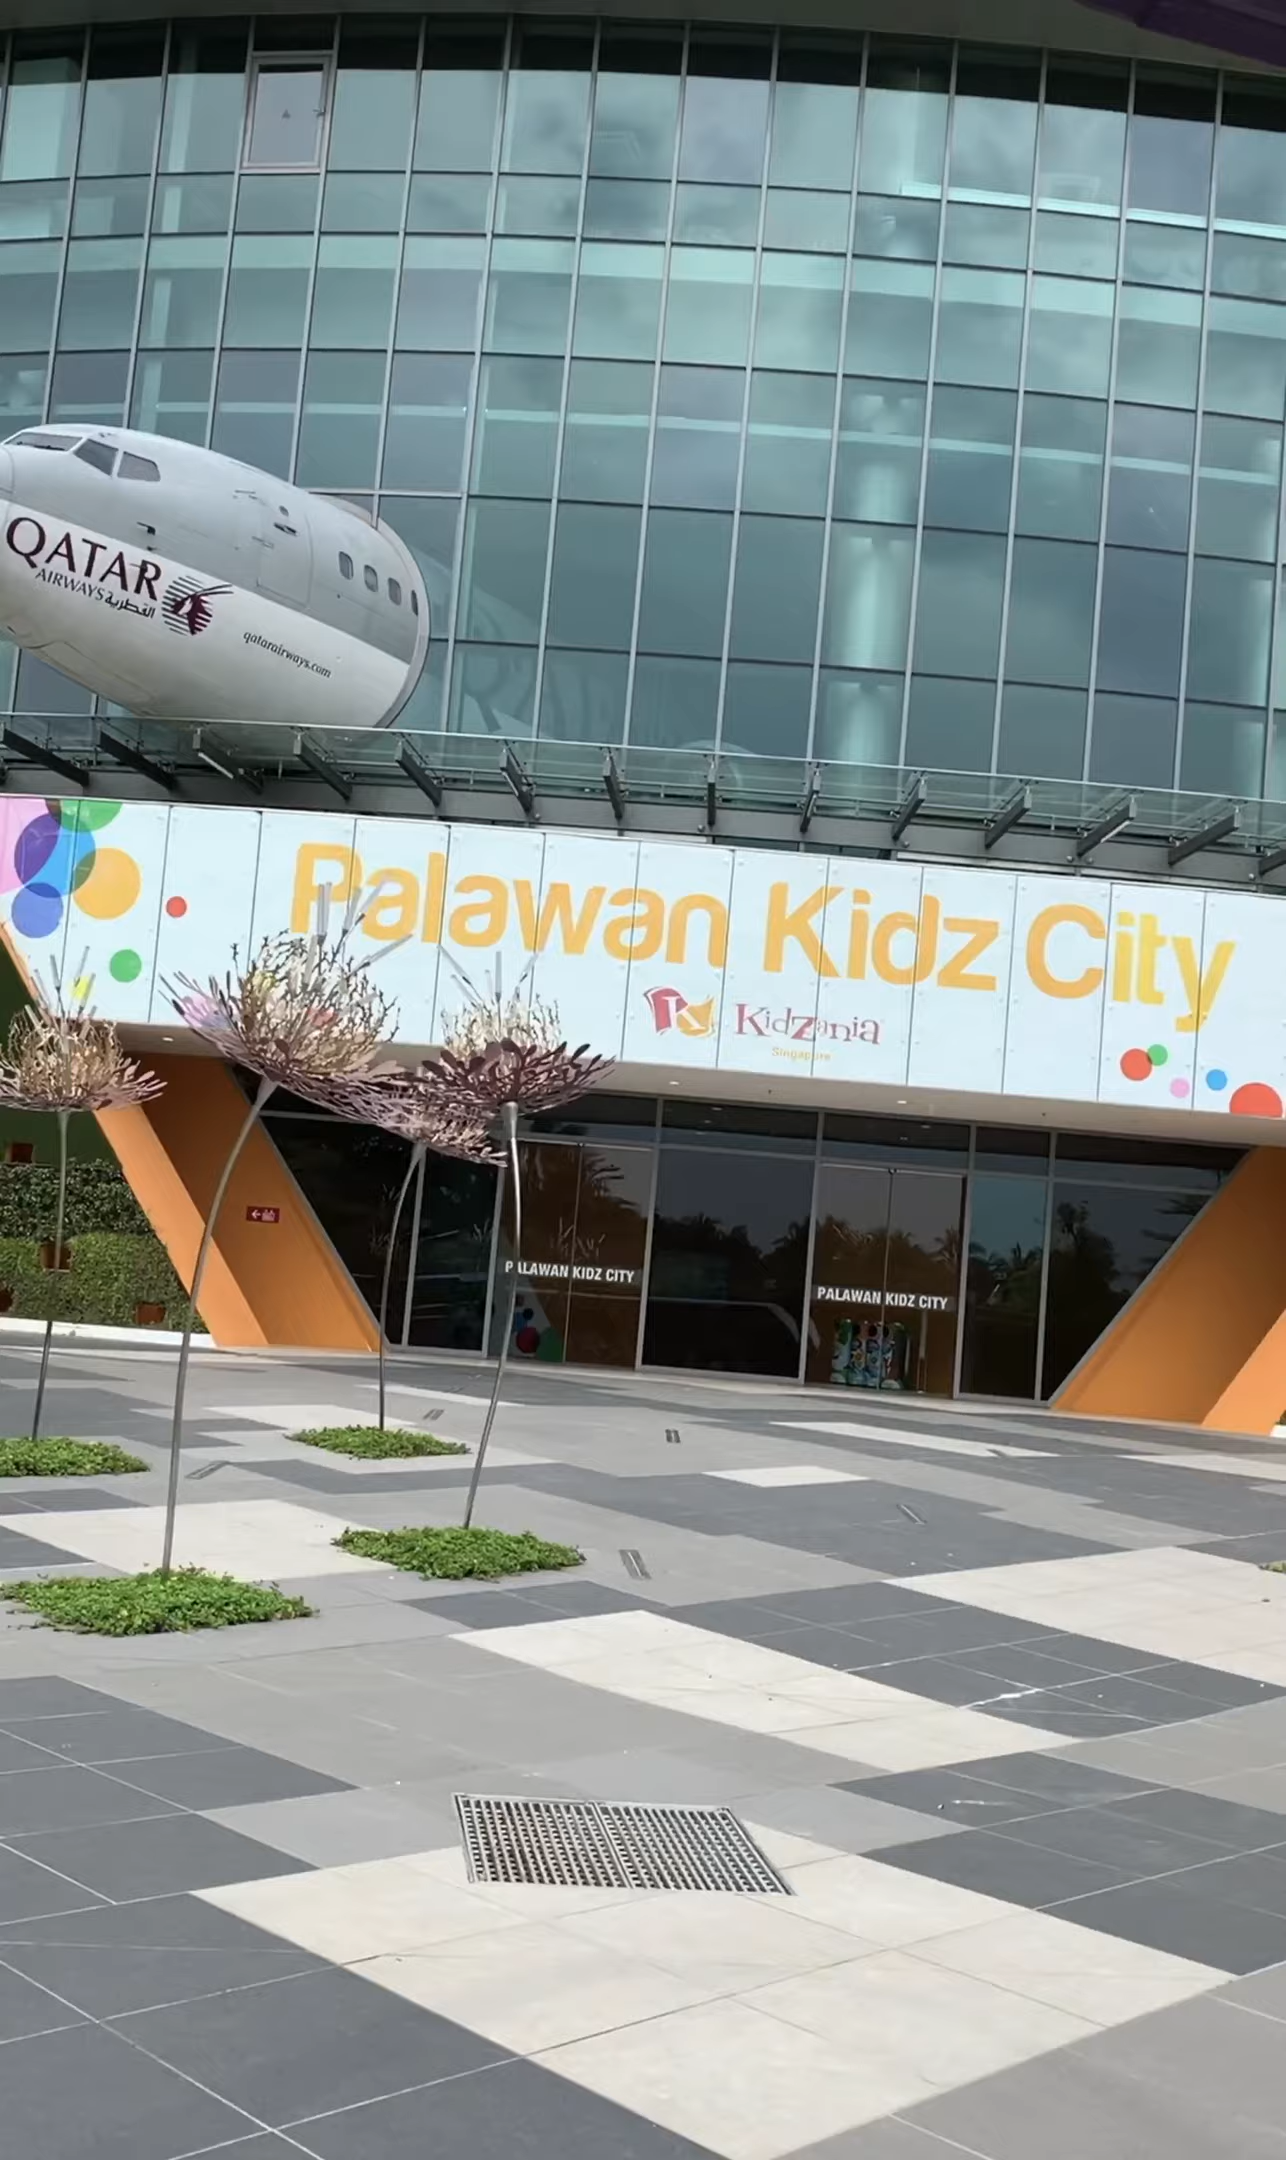 QATAR
AIRWAYS القطرية
qatarairways.com
Palawan Kidz City
K KidZania
Singapore
PALAWAN KIDZ CITY
PALAWAN KIDZ CITY